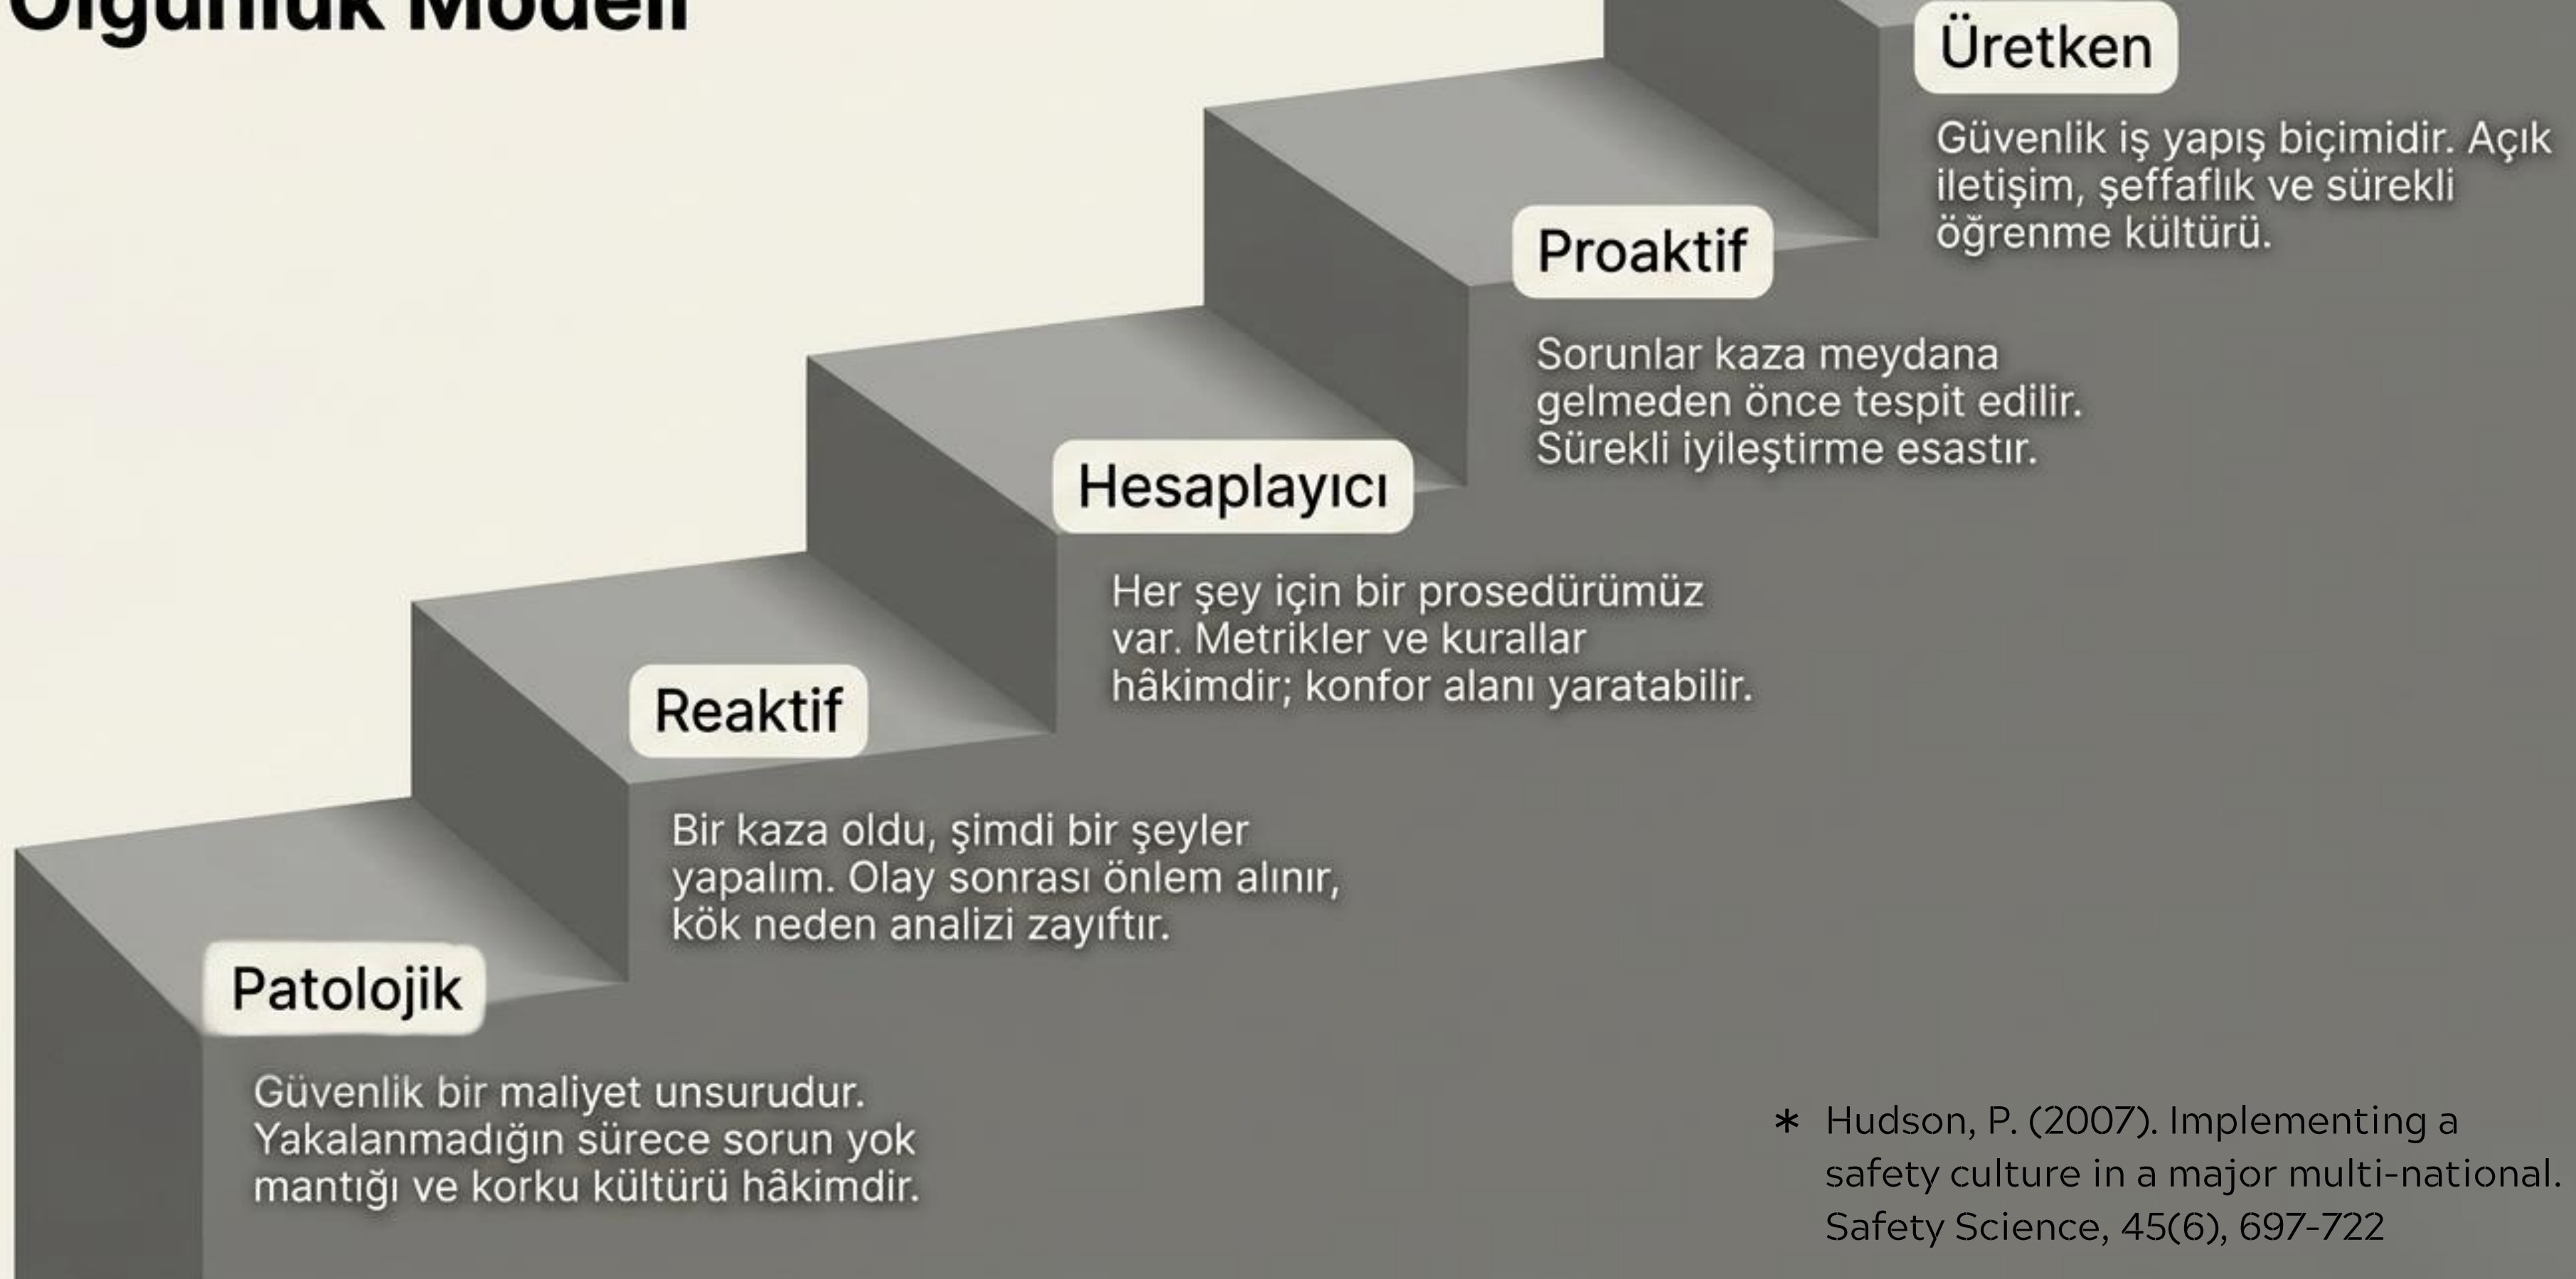 Olgunluk Modeli
Üretken
Güvenlik iş yapış biçimidir. Açık
iletişim, şeffaflık ve sürekli
öğrenme kültürü.
Proaktif
Sorunlar kaza meydana
gelmeden önce tespit edilir.
Sürekli iyileştirme esastır.
Hesaplayıcı
Her şey için bir prosedürümüz
var. Metrikler ve kurallar
hâkimdir; konfor alanı yaratabilir.
Reaktif
Bir kaza oldu, şimdi bir şeyler
yapalım. Olay sonrası önlem alınır,
kök neden analizi zayıftır.
Patolojik
Güvenlik bir maliyet unsurudur.
Yakalanmadığın sürece sorun yok
mantığı ve korku kültürü hâkimdir.
* Hudson, P. (2007). Implementing a
safety culture in a major multi-national.
Safety Science, 45(6), 697-722